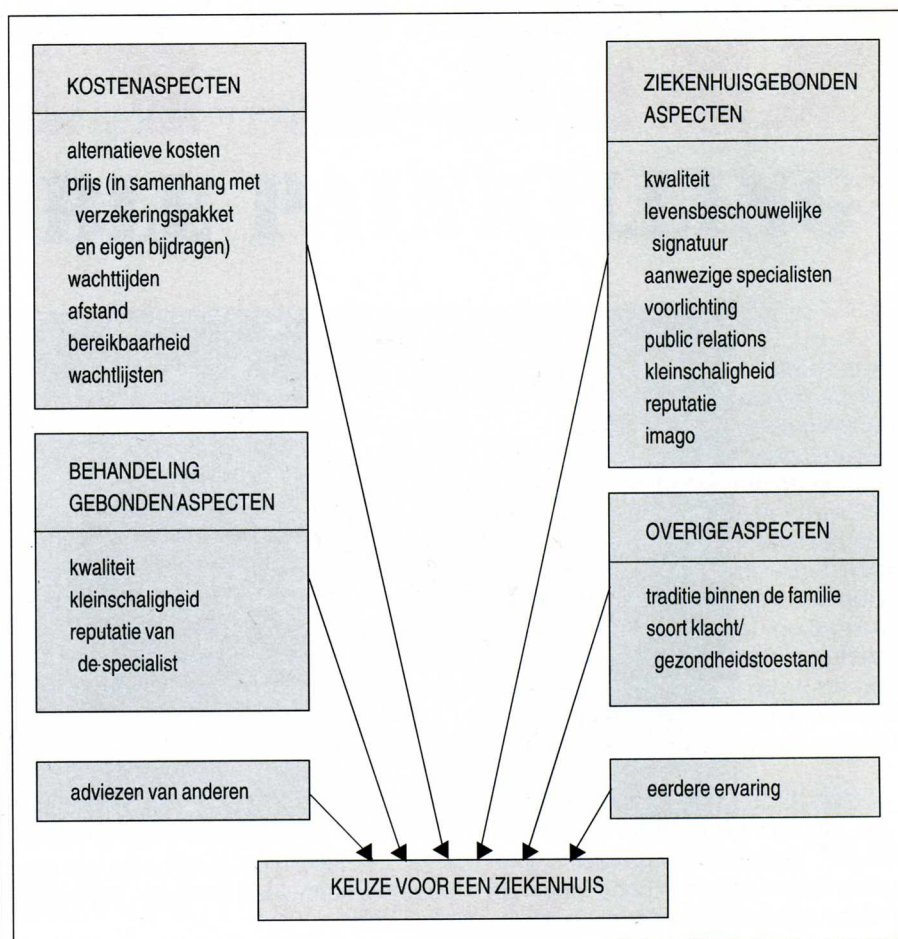 KOSTENASPECTEN
alternatieve kosten
prijs (in samenhang met
verzekeringspakket
en eigen bijdragen)
wachttijden
afstand
bereikbaarheid
wachtlijsten
ZIEKENHUISGEBONDEN
ASPECTEN
kwaliteit
levensbeschouwelijke
signatuur
aanwezige specialisten
voorlichting
public relations
kleinschaligheid
reputatie
imago
BEHANDELING
GEBONDEN ASPECTEN
kwaliteit
kleinschaligheid
reputatie van
de-specialist
OVERIGE ASPECTEN
traditie binnen de familie
soort klacht/
gezondheidstoestand
adviezen van anderen
eerdere ervaring
KEUZE VOOR EEN ZIEKENHUIS